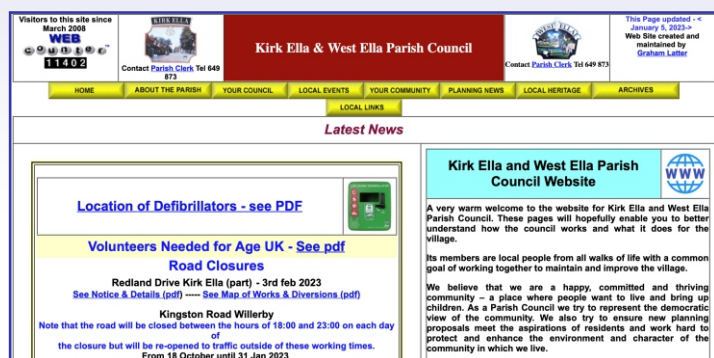 Visitors to this site since
March 2008
WEB
counter
11402
KIRK ELLA
Contact Parish Clerk Tel 649
873
Kirk Ella & West Ella Parish Council
WEST ELLA
Contact Parish Clerk Tel 649 873
This Page updated - <
January 5, 2023->
Web Site created and
maintained by
Graham Latter
HOME
ABOUT THE PARISH
YOUR COUNCIL
LOCAL EVENTS
YOUR COMMUNITY
PLANNING NEWS
LOCAL HERITAGE
ARCHIVES
LOCAL LINKS
Latest News
Location of Defibrillators - see PDF
Volunteers Needed for Age UK - See pdf
Road Closures
Redland Drive Kirk Ella (part) - 3rd feb 2023
See Notice & Details (pdf) ----- See Map of Works & Diversions (pdf)
Kingston Road Willerby
Note that the road will be closed between the hours of 18:00 and 23:00 on each day
of
the closure but will be re-opened to traffic outside of these working times.
From 18 October until 31 Jan 2023
Kirk Ella and West Ella Parish
Council Website
WWW
A very warm welcome to the website for Kirk Ella and West Ella
Parish Council. These pages will hopefully enable you to better
understand how the council works and what it does for the
village.
Its members are local people from all walks of life with a common
goal of working together to maintain and improve the village.
We believe that we are a happy, committed and thriving
community – a place where people want to live and bring up
children. As a Parish Council we try to represent the democratic
view of the community. We also try to ensure new planning
proposals meet the aspirations of residents and work hard to
protect and enhance the environment and character of the
community in which we live.